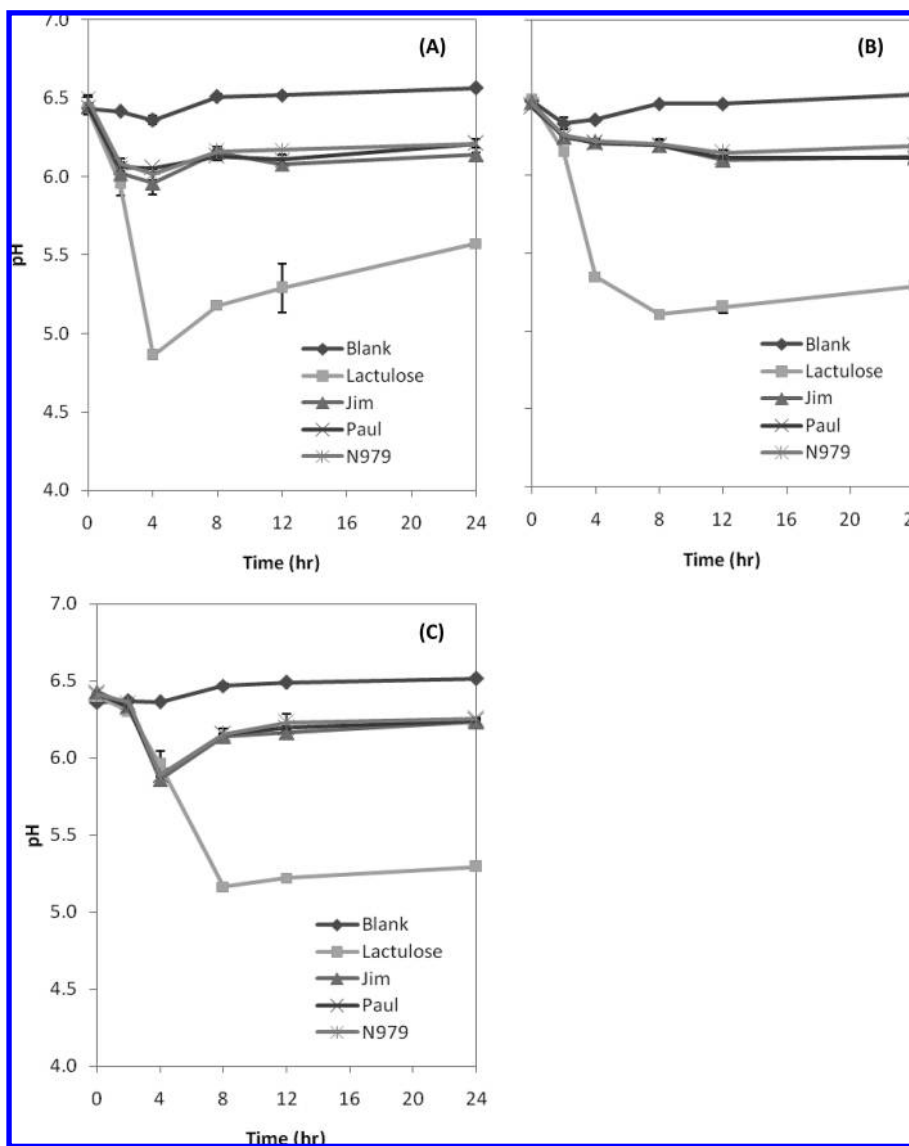 (A)
7.0
6.5
6.0
5.5
5.0
4.5
4.0
pH
Blank
Lactulose
Jim
Paul
N979
0 4 8 12 16 20 24
Time (hr)
(B)
Blank
Lactulose
Jim
Paul
N979
0 4 8 12 16 20
Time (hr)
(C)
7.0
6.5
6.0
5.5
5.0
4.5
4.0
pH
Blank
Lactulose
Jim
Paul
N979
0 4 8 12 16 20 24
Time (hr)